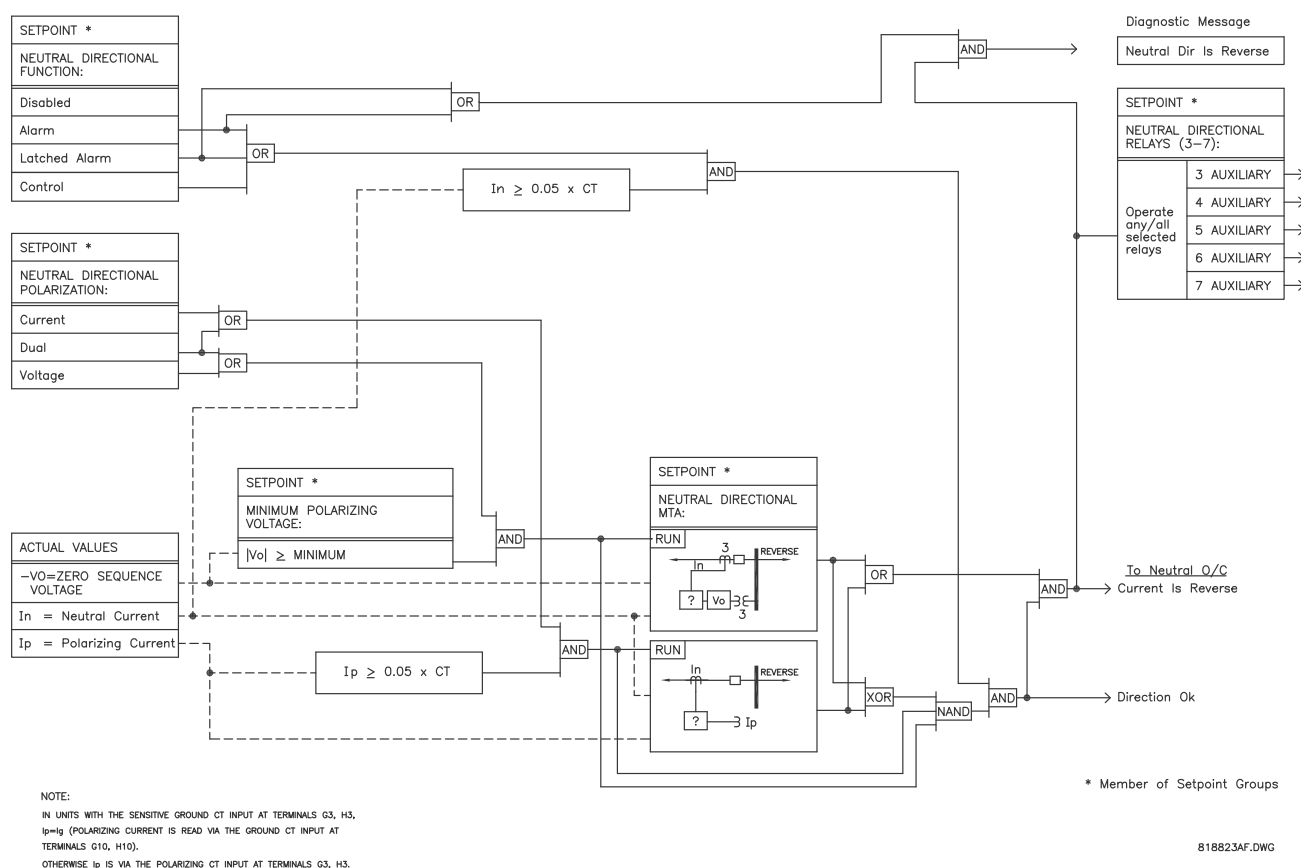 SETPOINT *
NEUTRAL DIRECTIONAL
FUNCTION:
Disabled
Alarm
Latched Alarm
Control
OR
OR
AND
In ≥ 0.05 x CT
AND
Diagnostic Message
Neutral Dir Is Reverse
SETPOINT *
NEUTRAL DIRECTIONAL
RELAYS (3-7):
Operate
any/all
selected
relays
3 AUXILIARY
4 AUXILIARY
5 AUXILIARY
6 AUXILIARY
7 AUXILIARY
SETPOINT *
NEUTRAL DIRECTIONAL
POLARIZATION:
Current
Dual
Voltage
OR
OR
SETPOINT *
MINIMUM POLARIZING
VOLTAGE:
|Vo| ≥ MINIMUM
AND
SETPOINT *
NEUTRAL DIRECTIONAL
MTA:
RUN
3
REVERSE
In
? Vo
3
RUN
In
REVERSE
? Ip
ACTUAL VALUES
-VO=ZERO SEQUENCE
VOLTAGE
In = Neutral Current
Ip = Polarizing Current
Ip ≥ 0.05 x CT
AND
OR
XOR
NAND
AND
AND
To Neutral O/C
Current Is Reverse
Direction Ok
* Member of Setpoint Groups
NOTE:
IN UNITS WITH THE SENSITIVE GROUND CT INPUT AT TERMINALS G3, H3,
Ip=Ig (POLARIZING CURRENT IS READ VIA THE GROUND CT INPUT AT
TERMINALS G10, H10).
OTHERWISE Ip IS VIA THE POLARIZING CT INPUT AT TERMINALS G3, H3.
818823AF.DWG